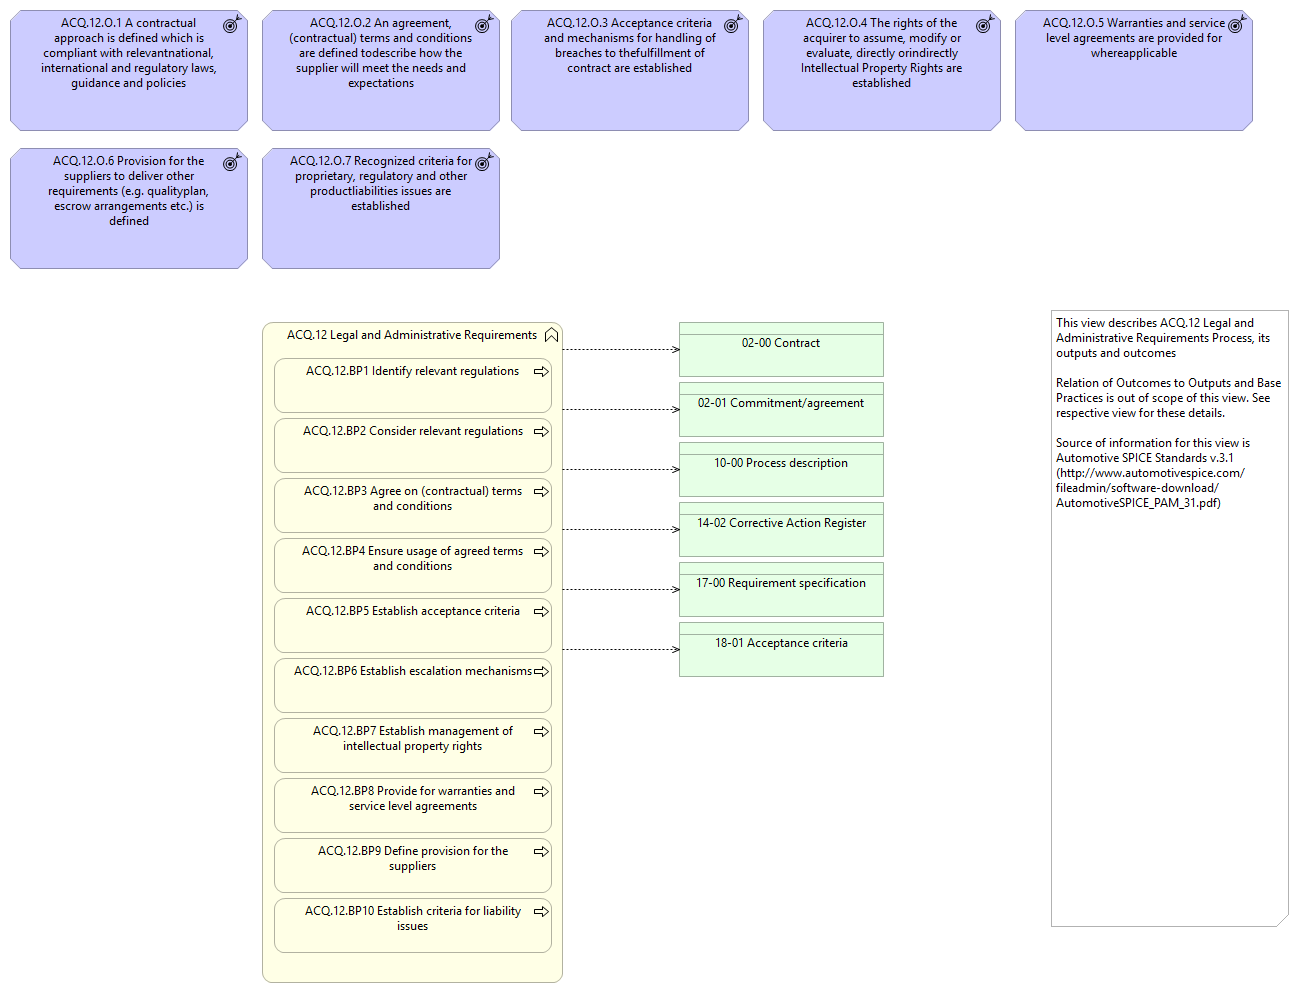 ACQ.12.O.1 A contractual
approach is defined which is
compliant with relevantnational,
international and regulatory laws,
guidance and policies
ACQ.12.O.2 An agreement,
(contractual) terms and conditions
are defined todescribe how the
supplier will meet the needs and
expectations
ACQ.12.O.3 Acceptance criteria
and mechanisms for handling of
breaches to thefulfillment of
contract are established
ACQ.12.O.4 The rights of the
acquirer to assume, modify or
evaluate, directly orindirectly
Intellectual Property Rights are
established
ACQ.12.O.5 Warranties and service
level agreements are provided for
whereapplicable
ACQ.12.O.6 Provision for the
suppliers to deliver other
requirements (e.g. qualityplan,
escrow arrangements etc.) is
defined
ACQ.12.O.7 Recognized criteria for
proprietary, regulatory and other
productliabilities issues are
established
ACQ.12 Legal and Administrative Requirements
ACQ.12.BP1 Identify relevant regulations
ACQ.12.BP2 Consider relevant regulations
ACQ.12.BP3 Agree on (contractual) terms
and conditions
ACQ.12.BP4 Ensure usage of agreed terms
and conditions
ACQ.12.BP5 Establish acceptance criteria
ACQ.12.BP6 Establish escalation mechanisms
ACQ.12.BP7 Establish management of
intellectual property rights
ACQ.12.BP8 Provide for warranties and
service level agreements
ACQ.12.BP9 Define provision for the
suppliers
ACQ.12.BP10 Establish criteria for liability
issues
02-00 Contract
02-01 Commitment/agreement
10-00 Process description
14-02 Corrective Action Register
17-00 Requirement specification
18-01 Acceptance criteria
This view describes ACQ.12 Legal and
Administrative Requirements Process, its
outputs and outcomes
Relation of Outcomes to Outputs and Base
Practices is out of scope of this view. See
respective view for these details.
Source of information for this view is
Automotive SPICE Standards v.3.1
(http://www.automotivespice.com/
fileadmin/software-download/
AutomotiveSPICE_PAM_31.pdf)